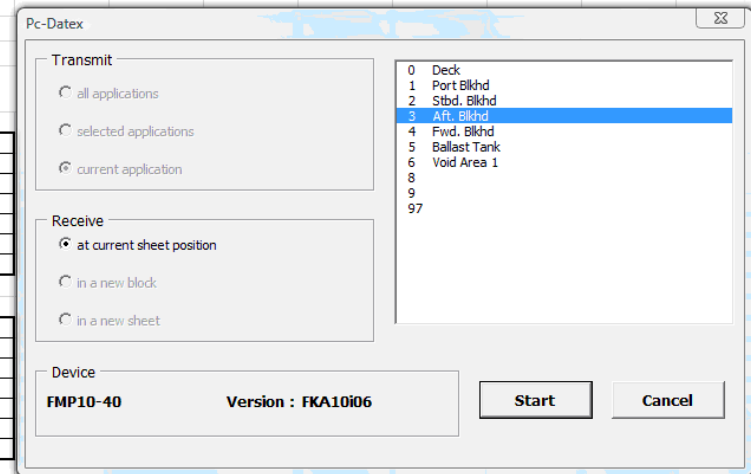 Pc-Datex
Transmit
all applications
selected applications
current application
Receive
at current sheet position
in a new block
in a new sheet
Device
FMP10-40 Version : FKA10i06
0 Deck
1 Port Blkhd
2 Stbd. Blkhd
3 Aft. Blkhd
4 Fwd. Blkhd
5 Ballast Tank
6 Void Area 1
8
9
97
Start Cancel